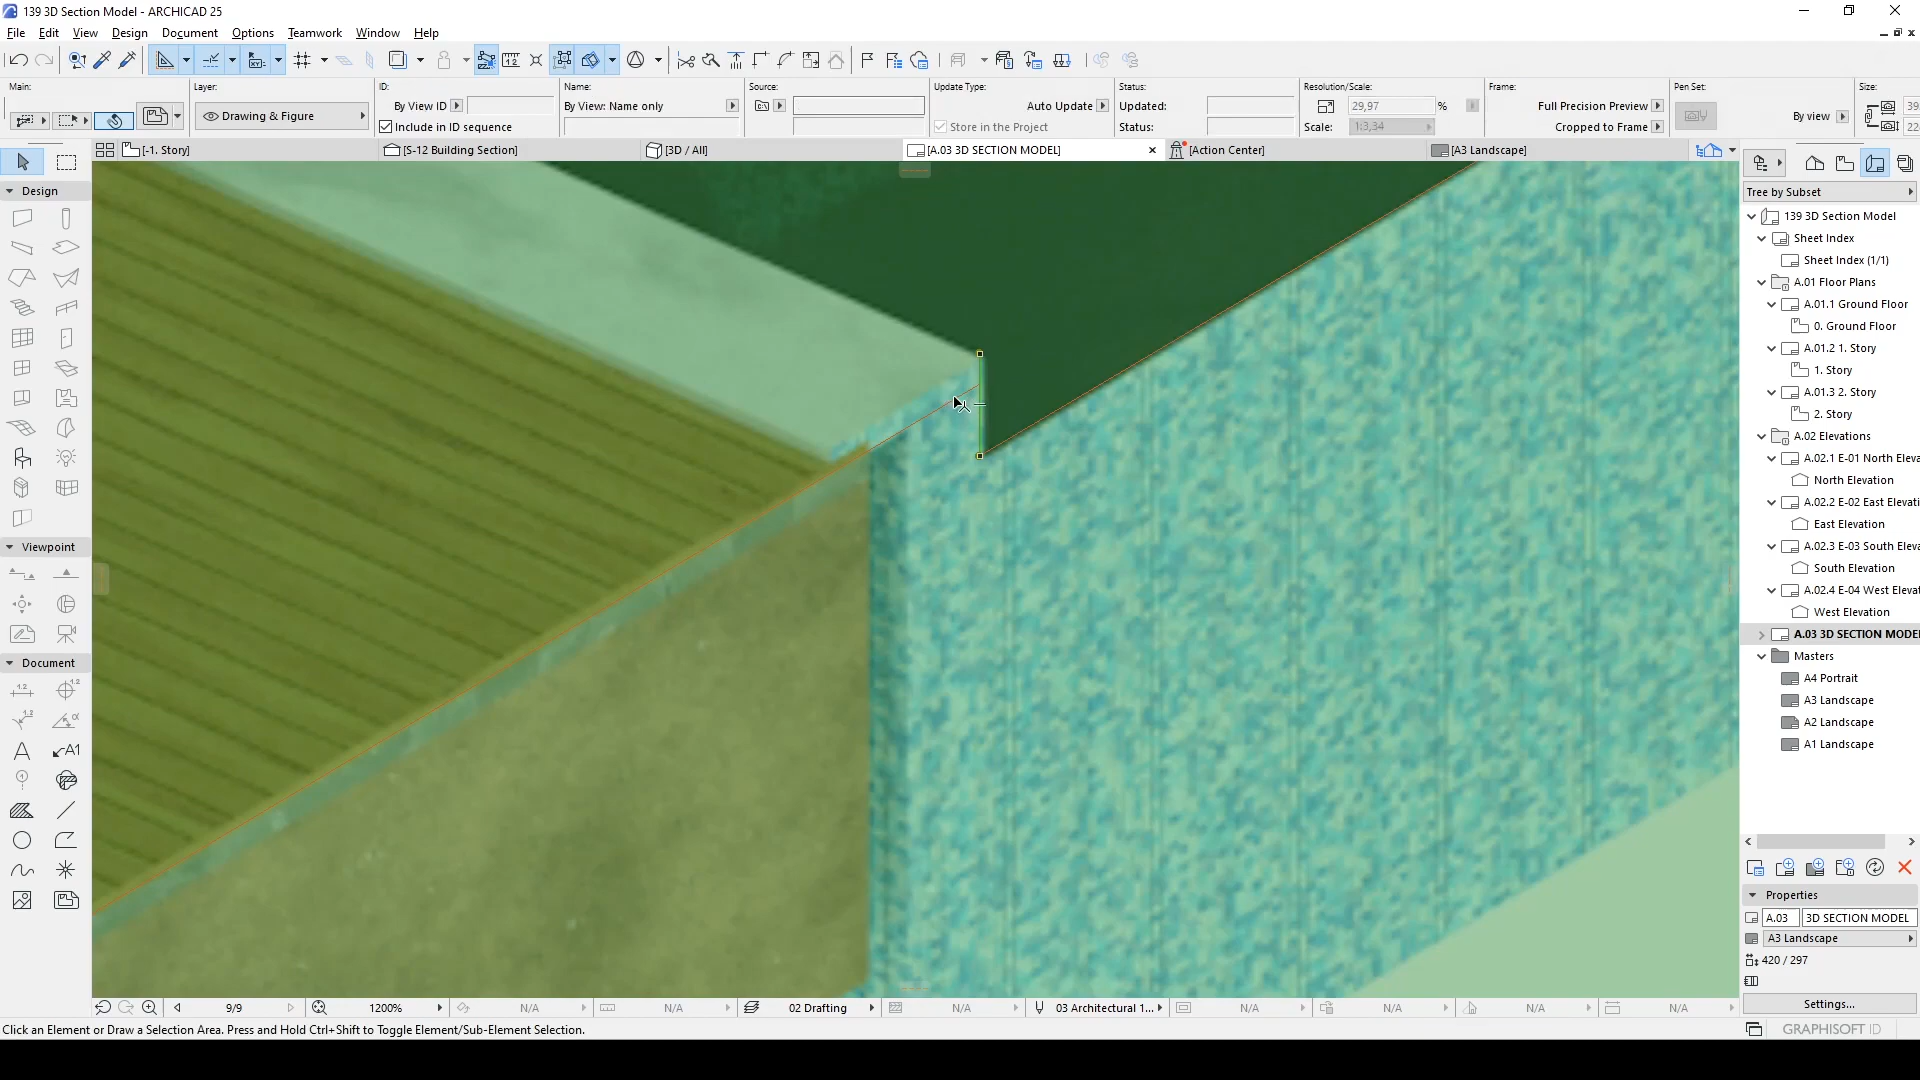 139 3D Section Model - ARCHICAD 25
File Edit View Design Document Options Teamwork Window Help
Main: Layer: ID: Name: Source: Update Type: Status: Resolution/Scale: Frame: Pen Set: Size:
By View ID By View: Name only Auto Update Updated: 29,97 % Full Precision Preview
Drawing & Figure By view
Include in ID sequence Store in the Project Status: Scale: 1:3,34 Cropped to Frame
[-1. Story] [S-12 Building Section] [3D / All] [A.03 3D SECTION MODEL] [Action Center] [A3 Landscape]
Design
Viewpoint
Document
Tree by Subset
139 3D Section Model
Sheet Index
Sheet Index (1/1)
A.01 Floor Plans
A.01.1 Ground Floor
0. Ground Floor
A.01.2 1. Story
1. Story
A.01.3 2. Story
2. Story
A.02 Elevations
A.02.1 E-01 North Eleva
North Elevation
A.02.2 E-02 East Elevati
East Elevation
A.02.3 E-03 South Eleva
South Elevation
A.02.4 E-04 West Elevat
West Elevation
A.03 3D SECTION MODEL
Masters
A4 Portrait
A3 Landscape
A2 Landscape
A1 Landscape
Properties
A.03 3D SECTION MODEL
A3 Landscape
420 / 297
Settings...
9/9 1200% N/A N/A 02 Drafting N/A 03 Architectural 1... N/A N/A N/A N/A
Click an Element or Draw a Selection Area. Press and Hold Ctrl+Shift to Toggle Element/Sub-Element Selection.
GRAPHISOFT ID